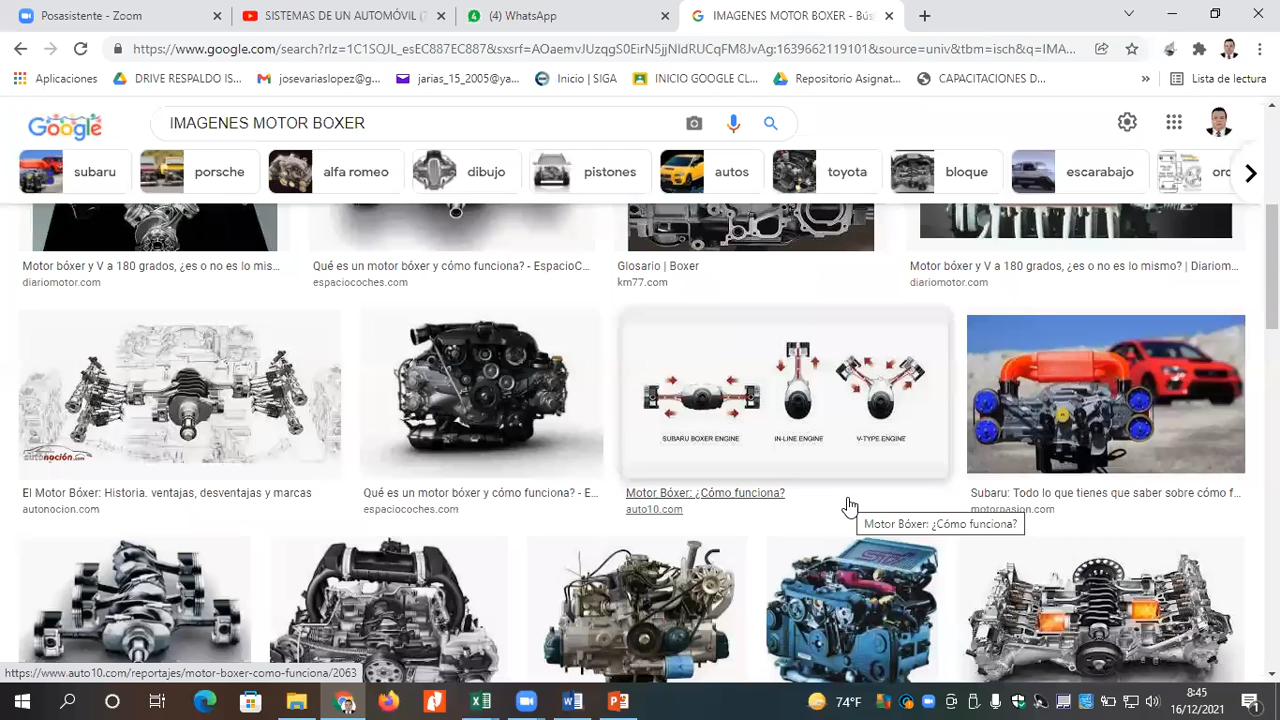 Posasistente - Zoom
SISTEMAS DE UN AUTOMÓVIL (
(4) WhatsApp
IMAGENES MOTOR BOXER - Bús
https://www.google.com/search?rlz=1C1SQJL_esEC887EC887&sxsrf=AOaemvJUzqgS0EirN5jjNldRUCqFM8JvAg:1639662119101&source=univ&tbm=isch&q=IMA...
Aplicaciones
DRIVE RESPALDO IS...
josevariaslopez@g...
jarias_15_2005@ya...
Inicio | SIGA
INICIO GOOGLE CL...
Repositorio Asignat...
CAPACITACIONES D...
»
Lista de lectura
Google
IMAGENES MOTOR BOXER
subaru
porsche
alfa romeo
dibujo
pistones
autos
toyota
bloque
escarabajo
Motor bóxer y V a 180 grados, ¿es o no es lo mis...
diariomotor.com
Qué es un motor bóxer y cómo funciona? - EspacioC...
espaciocoches.com
Glosario | Boxer
km77.com
Motor bóxer y V a 180 grados, ¿es o no es lo mismo? | Diariom...
diariomotor.com
autonoción.com
SUBARU BOXER ENGINE
IN-LINE ENGINE
V-TYPE ENGINE
El Motor Bóxer: Historia. ventajas, desventajas y marcas
autonocion.com
Qué es un motor bóxer y cómo funciona? - E...
espaciocoches.com
Motor Bóxer: ¿Cómo funciona?
auto10.com
Subaru: Todo lo que tienes que saber sobre cómo f...
motorpasion.com
Motor Bóxer: ¿Cómo funciona?
STI
https://www.auto10.com/reportajes/motor-boxer-como-funciona/2063
74°F
8:45
16/12/2021
1